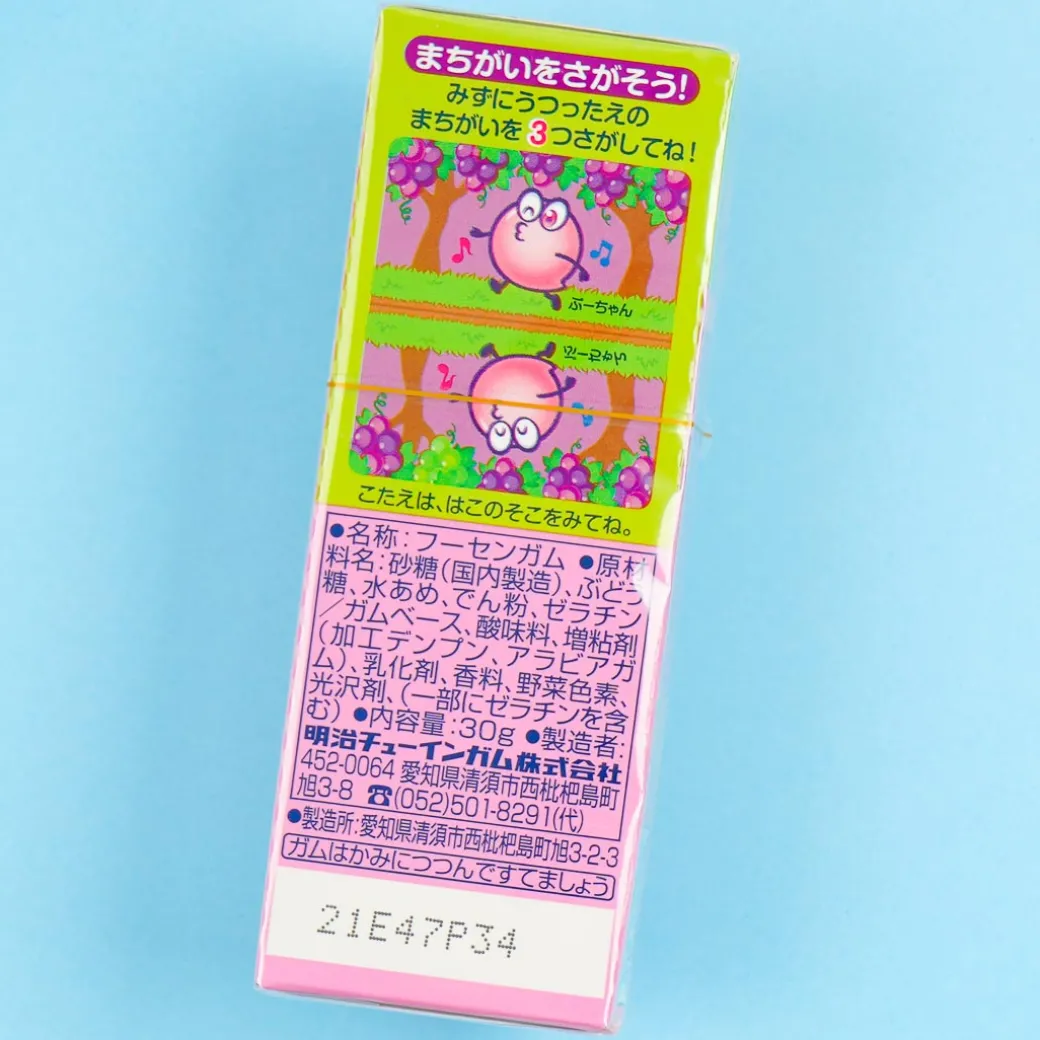 まちがいをさがそう!
みずにうつったえの
まちがいを3つさがしてね!
ぷーちゃん
こたえは、はこのそこをみてね。
●名称:フーセンガム ●原材
料名:砂糖(国内製造)、ぶどう
糖、水あめ、でん粉、ゼラチン
/ガムベース、酸味料、増粘剤
(加工デンプン、アラビアガ
ム)、乳化剤、香料、野菜色素、
光沢剤、(一部にゼラチンを含
む) ●内容量:30g ●製造者:
明治チューインガム株式会社
452-0064 愛知県清須市西枇杷島町
旭3-8 ☎(052)501-8291(代)
●製造所:愛知県清須市西枇杷島町旭3-2-3
ガムはかみにつつんですてましょう
21E47P34